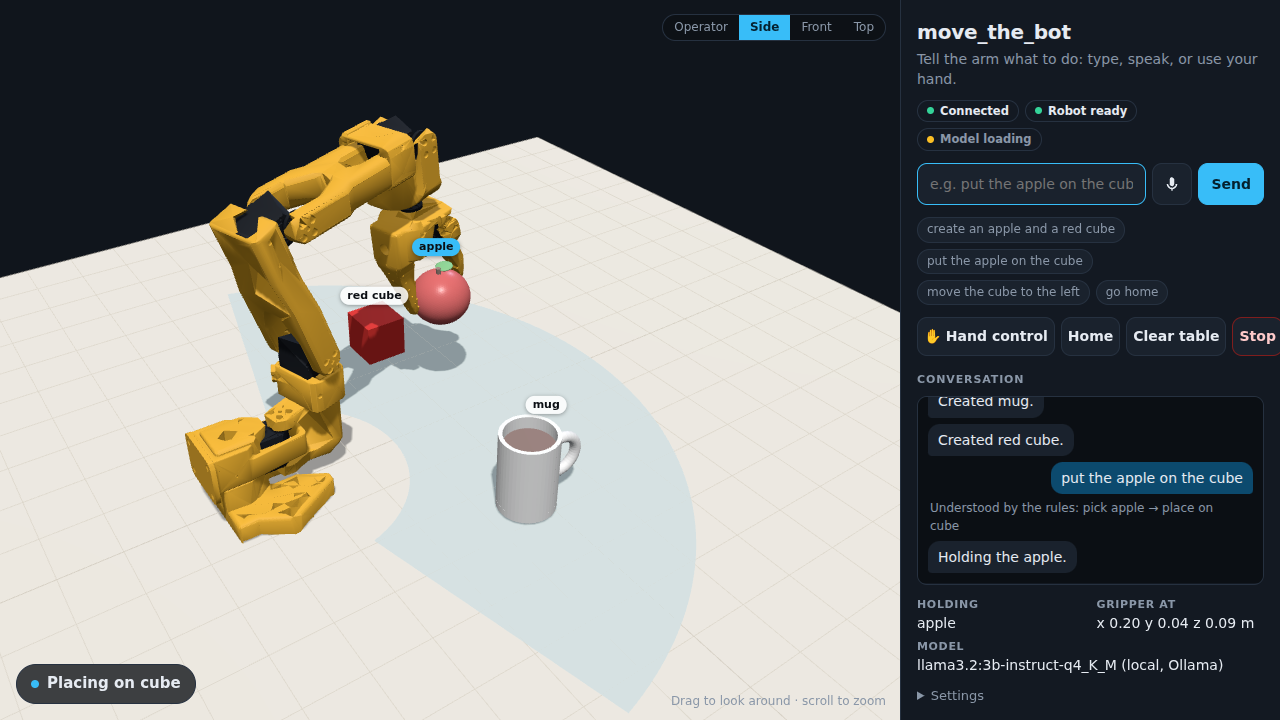 Operator Side Front Top
apple
red cube
mug
Placing on cube
Drag to look around · scroll to zoom
move_the_bot
Tell the arm what to do: type, speak, or use your
hand.
Connected Robot ready
Model loading
e.g. put the apple on the cub
Send
create an apple and a red cube
put the apple on the cube
move the cube to the left go home
✋ Hand control Home Clear table Stop
CONVERSATION
Created mug.
Created red cube.
put the apple on the cube
Understood by the rules: pick apple → place on
cube
Holding the apple.
HOLDING GRIPPER AT
apple x 0.20 y 0.04 z 0.09 m
MODEL
llama3.2:3b-instruct-q4_K_M (local, Ollama)
▶ Settings